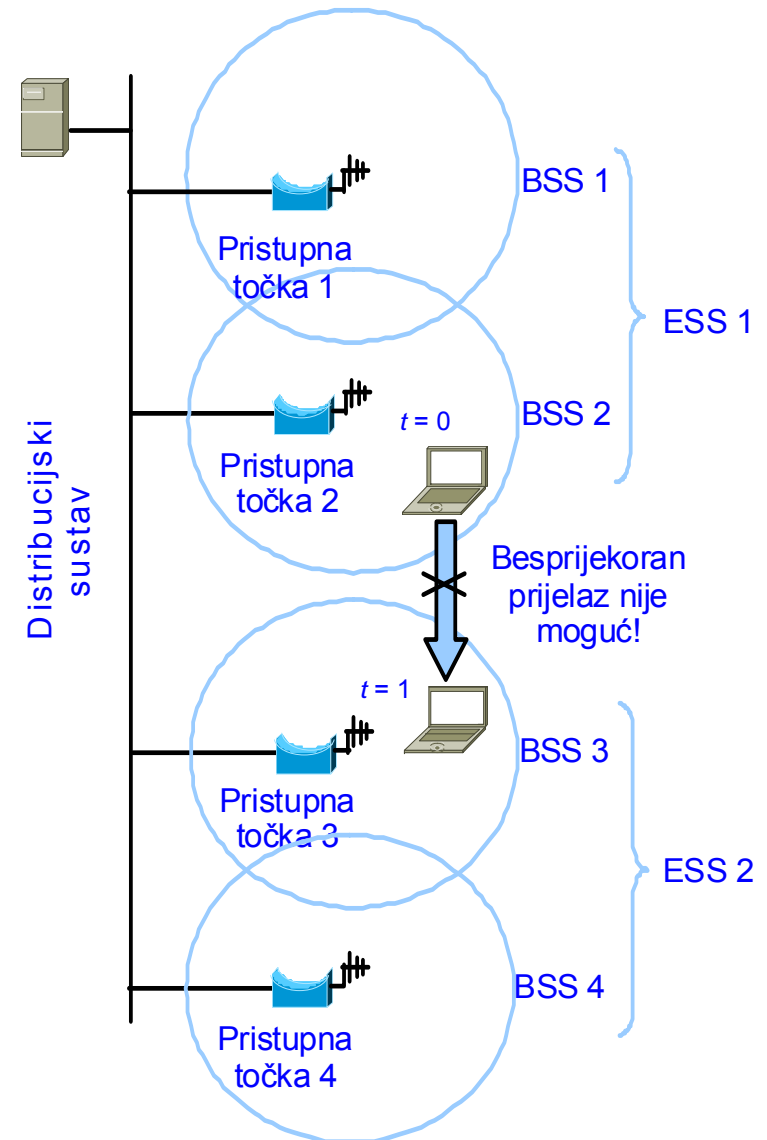 BSS 1
Pristupna
točka 1
ESS 1
BSS 2
t = 0
Pristupna
točka 2
Distribucijski
sustav
Besprijekoran
prijelaz nije
moguć!
t = 1
BSS 3
Pristupna
točka 3
ESS 2
BSS 4
Pristupna
točka 4